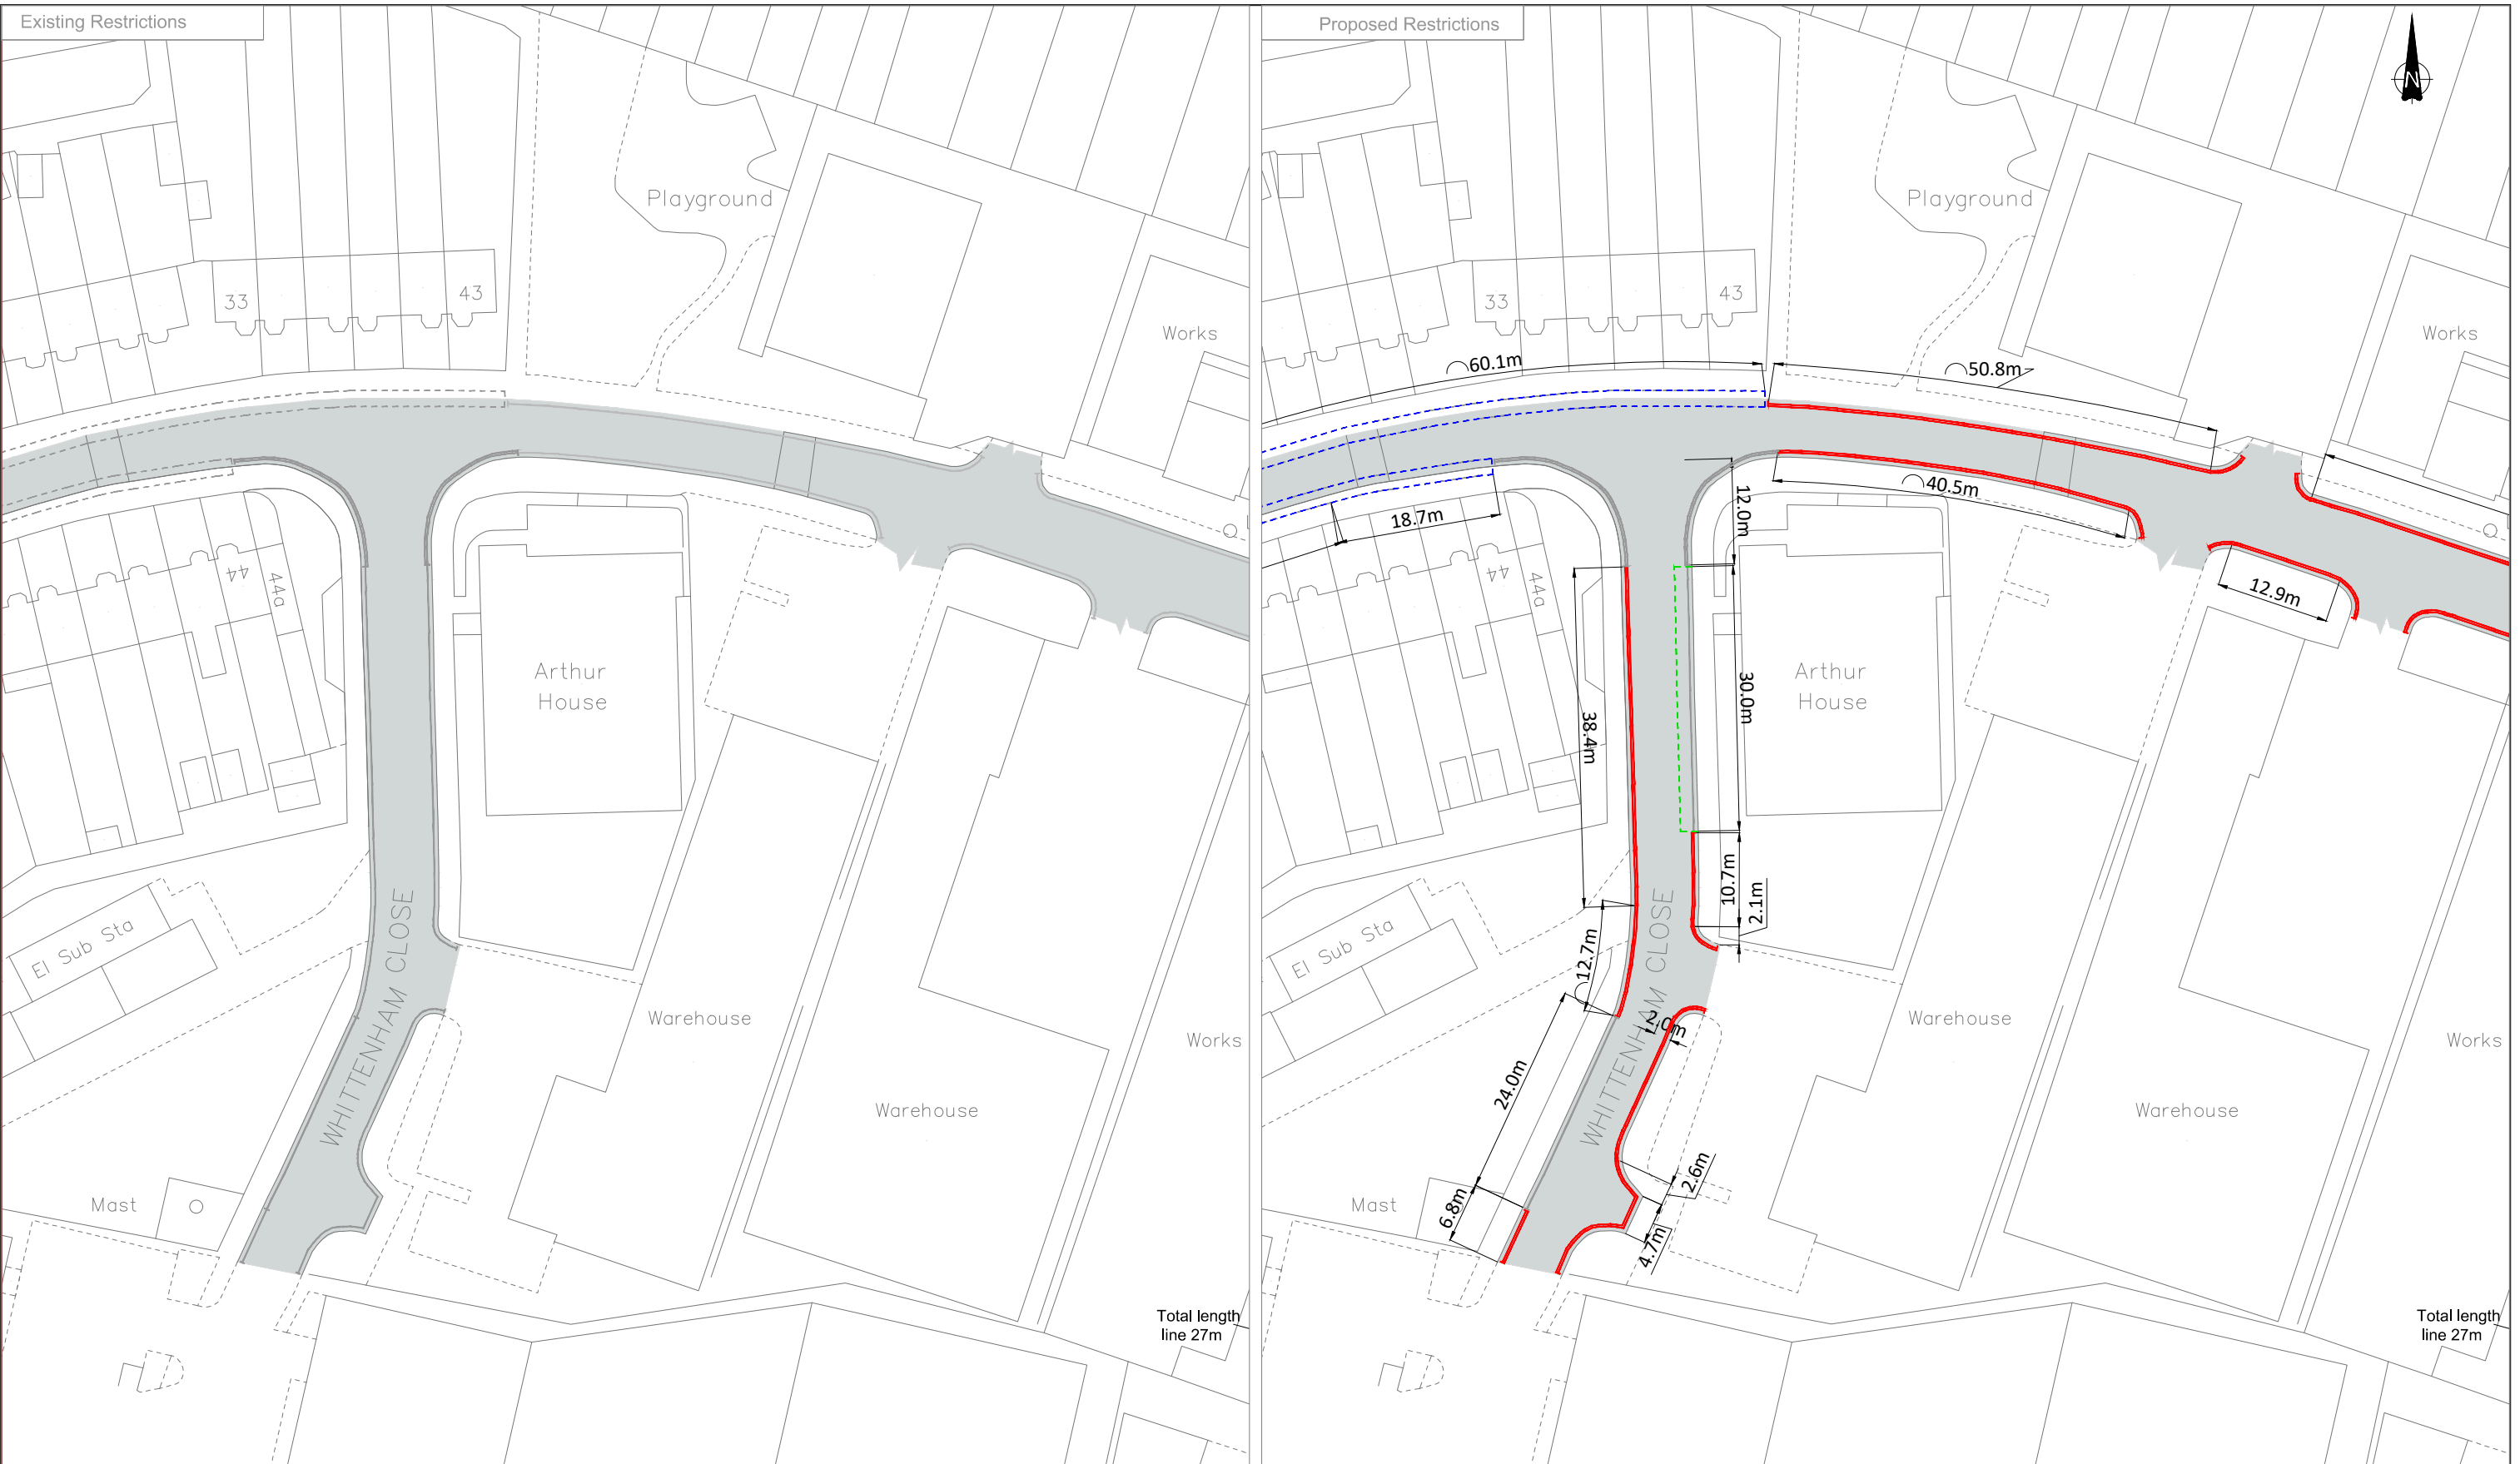 Existing Restrictions
Playground
33
43
Works
44
44a
Arthur
House
El Sub Sta
WHITTENHAM CLOSE
Warehouse
Works
Warehouse
Mast
Total length
line 27m
Proposed Restrictions
N
Playground
33
43
Works
60.1m
50.8m
40.5m
12.0m
18.7m
44
44a
12.9m
Arthur
House
30.0m
38.4m
10.7m
2.1m
El Sub Sta
12.7m
WHITTENHAM CLOSE
2.0m
Warehouse
Works
24.0m
Warehouse
2.6m
Mast
6.8m
4.7m
Total length
line 27m